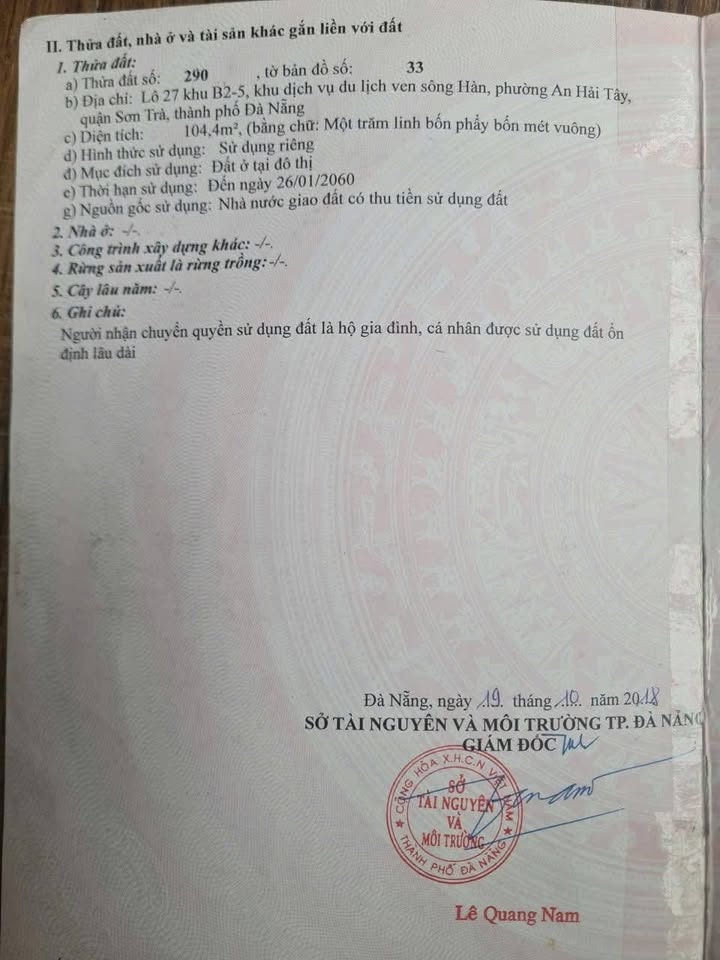 II. Thửa đất, nhà ở và tài sản khác gắn liền với đất
1. Thửa đất:
a) Thửa đất số: 290 , tờ bản đồ số: 33
b) Địa chỉ: Lô 27 khu B2-5, khu dịch vụ du lịch ven sông Hàn, phường An Hải Tây,
quận Sơn Trà, thành phố Đà Nẵng
c) Diện tích: 104,4m², (bằng chữ: Một trăm linh bốn phẩy bốn mét vuông)
d) Hình thức sử dụng: Sử dụng riêng
đ) Mục đích sử dụng: Đất ở tại đô thị
e) Thời hạn sử dụng: Đến ngày 26/01/2060
g) Nguồn gốc sử dụng: Nhà nước giao đất có thu tiền sử dụng đất
2. Nhà ở: -/-.
3. Công trình xây dựng khác: -/-.
4. Rừng sản xuất là rừng trồng: -/-.
5. Cây lâu năm: -/-.
6. Ghi chú:
Người nhận chuyển quyền sử dụng đất là hộ gia đình, cá nhân được sử dụng đất ổn
định lâu dài
Đà Nẵng, ngày 19 tháng 10 năm 2018
SỞ TÀI NGUYÊN VÀ MÔI TRƯỜNG TP. ĐÀ NẴNG
GIÁM ĐỐC
CỘNG HÒA X.H.C.N VIỆT NAM
SỞ
TÀI NGUYÊN
VÀ
MÔI TRƯỜNG
THÀNH PHỐ ĐÀ NẴNG
Lê Quang Nam